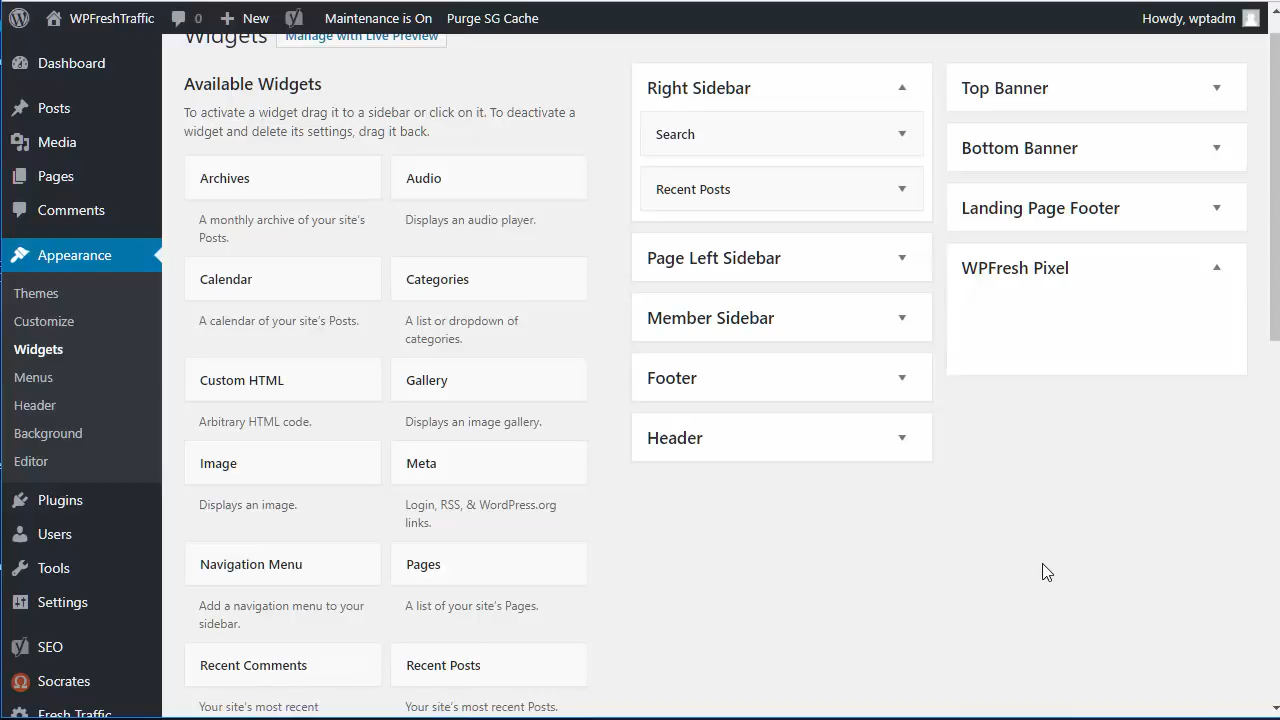 WPFreshTraffic 0 New Maintenance is On Purge SG Cache Howdy, wptadm
Dashboard
Posts
Media
Pages
Comments
Appearance
Themes
Customize
Widgets
Menus
Header
Background
Editor
Plugins
Users
Tools
Settings
SEO
Socrates
Fresh Traffic
Widgets Manage with Live Preview
Available Widgets
To activate a widget drag it to a sidebar or click on it. To deactivate a
widget and delete its settings, drag it back.
Archives
A monthly archive of your site's
Posts.
Audio
Displays an audio player.
Calendar
A calendar of your site's Posts.
Categories
A list or dropdown of
categories.
Custom HTML
Arbitrary HTML code.
Gallery
Displays an image gallery.
Image
Displays an image.
Meta
Login, RSS, & WordPress.org
links.
Navigation Menu
Add a navigation menu to your
sidebar.
Pages
A list of your site's Pages.
Recent Comments
Your site's most recent
Recent Posts
Your site's most recent Posts.
Right Sidebar
Search
Recent Posts
Page Left Sidebar
Member Sidebar
Footer
Header
Top Banner
Bottom Banner
Landing Page Footer
WPFresh Pixel